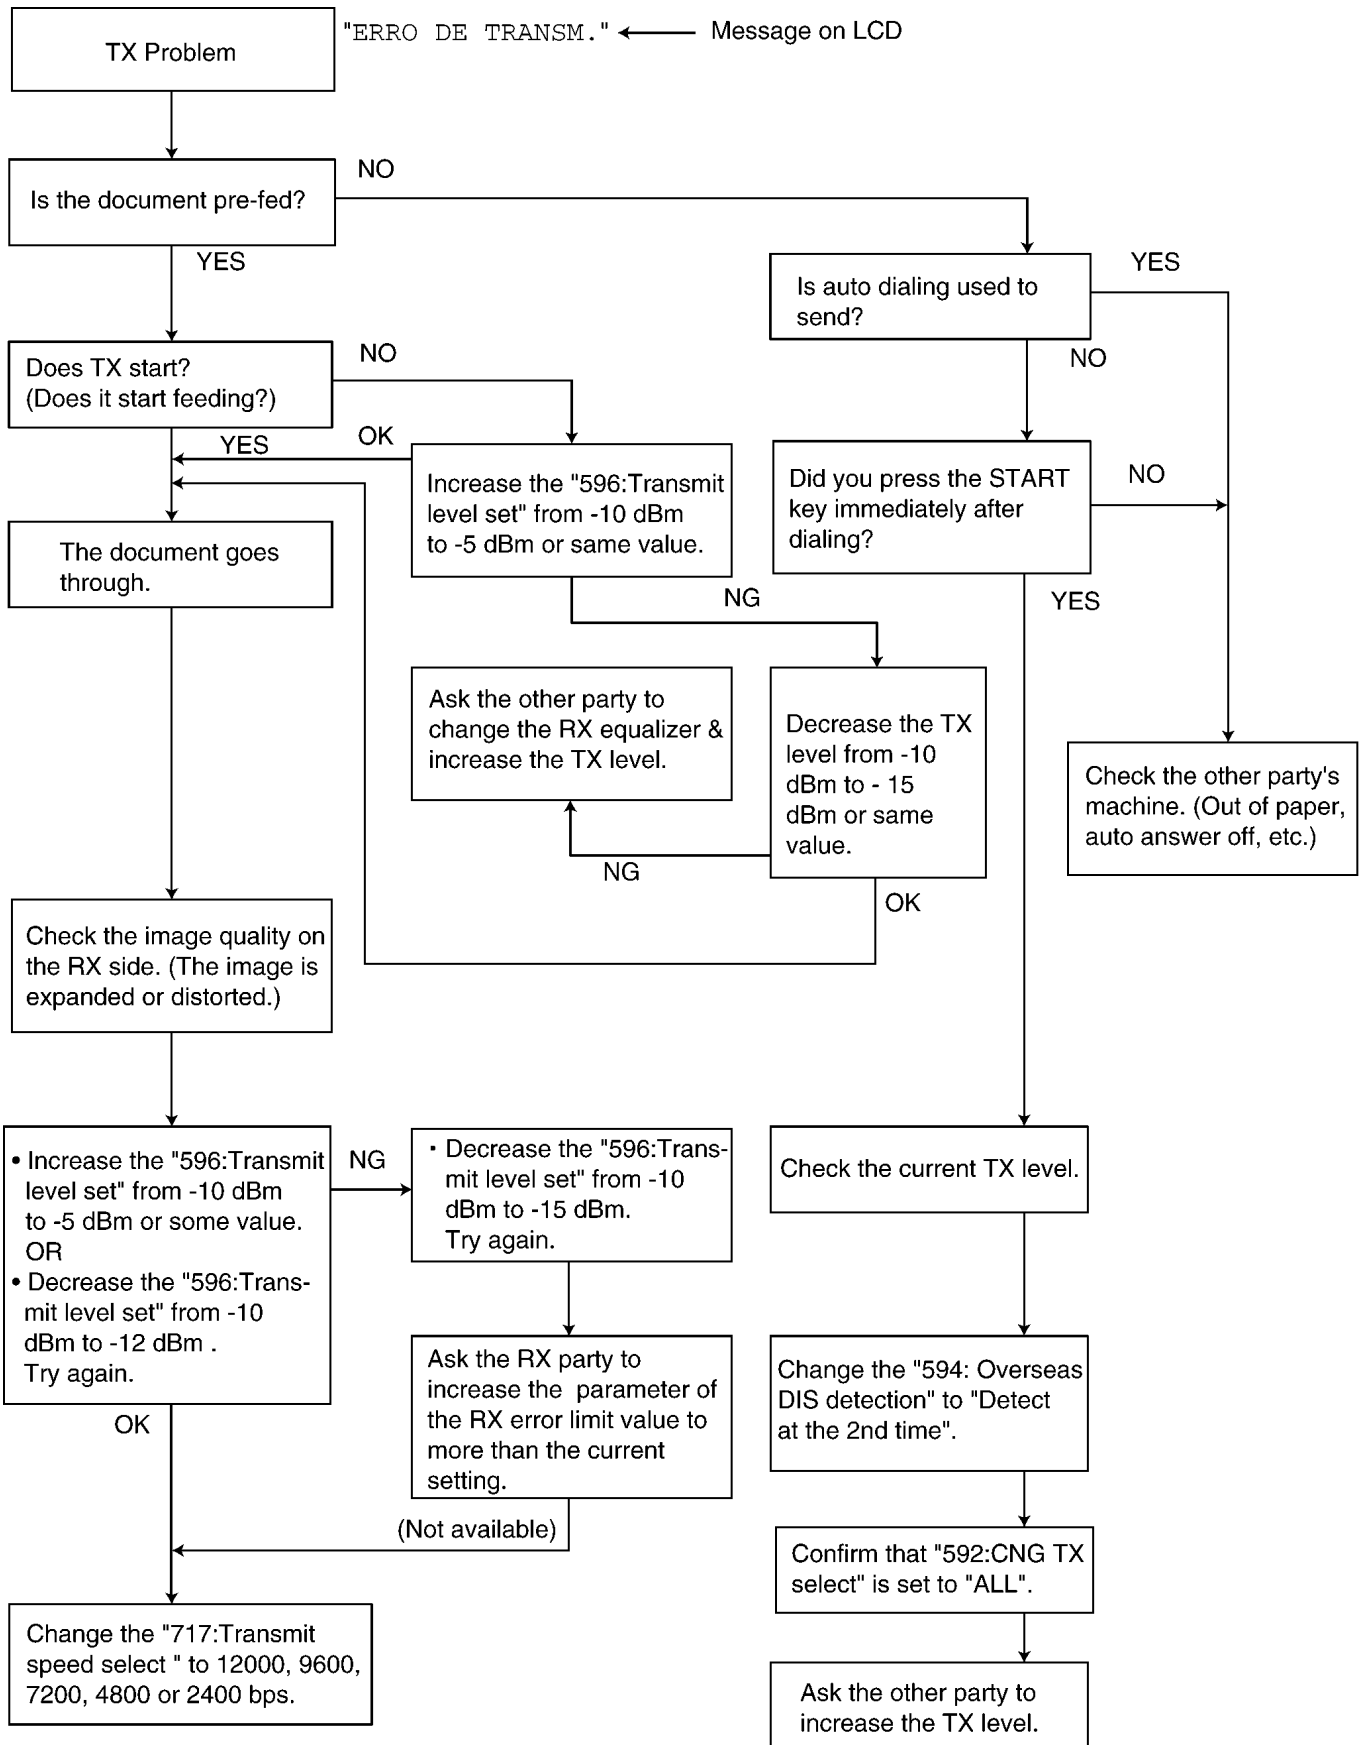 "ERRO DE TRANSM." Message on LCD
TX Problem
NO
Is the document pre-fed?
YES
YES
Is auto dialing used to
send?
NO
NO
Does TX start?
(Does it start feeding?)
YES
OK
Increase the "596:Transmit
level set" from -10 dBm
to -5 dBm or same value.
Did you press the START
key immediately after
dialing?
NO
The document goes
through.
NG
YES
Ask the other party to
change the RX equalizer &
increase the TX level.
Decrease the TX
level from -10
dBm to - 15
dBm or same
value.
NG
OK
Check the other party's
machine. (Out of paper,
auto answer off, etc.)
Check the image quality on
the RX side. (The image is
expanded or distorted.)
• Increase the "596:Transmit
level set" from -10 dBm
to -5 dBm or some value.
OR
• Decrease the "596:Trans-
mit level set" from -10
dBm to -12 dBm .
Try again.
NG
· Decrease the "596:Trans-
mit level set" from -10
dBm to -15 dBm.
Try again.
Check the current TX level.
Ask the RX party to
increase the parameter of
the RX error limit value to
more than the current
setting.
Change the "594: Overseas
DIS detection" to "Detect
at the 2nd time".
OK
(Not available)
Confirm that "592:CNG TX
select" is set to "ALL".
Change the "717:Transmit
speed select " to 12000, 9600,
7200, 4800 or 2400 bps.
Ask the other party to
increase the TX level.